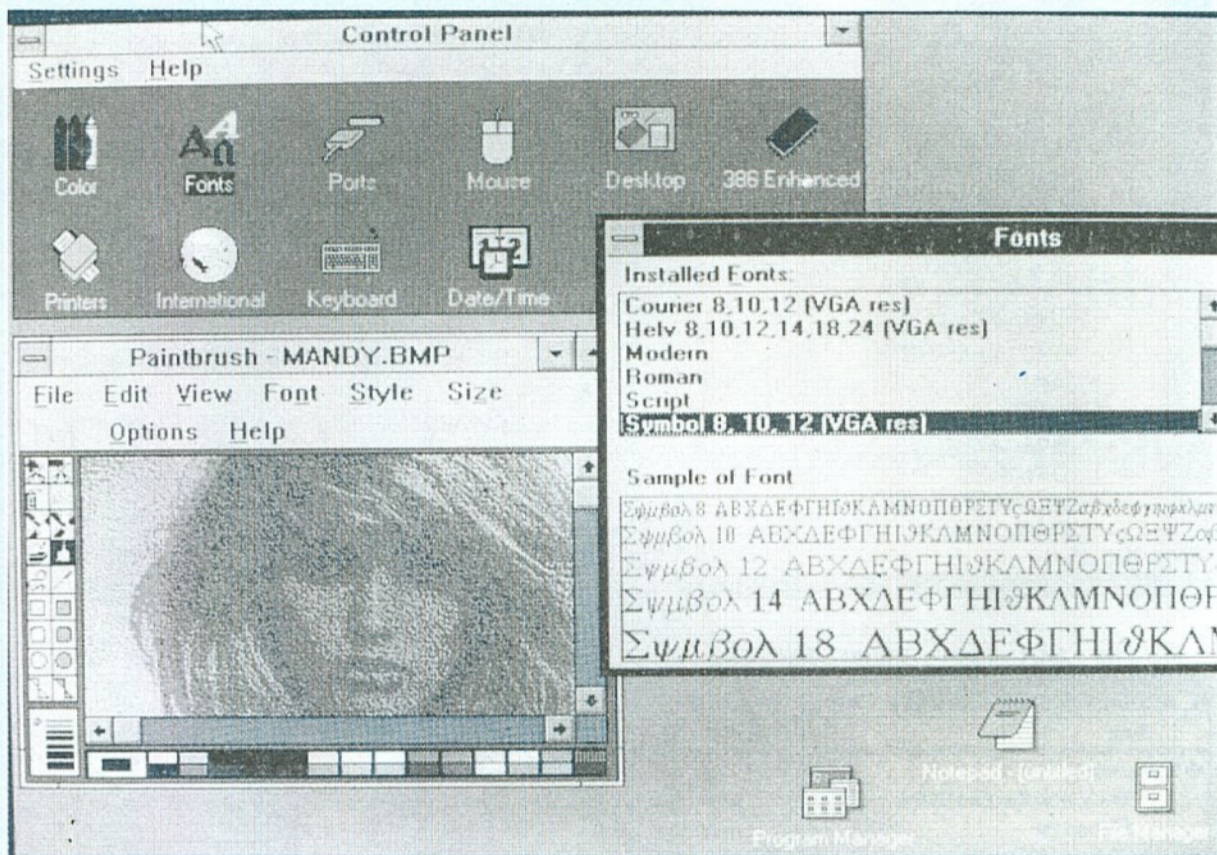 Control Panel
Settings Help
Color Fonts Ports Mouse Desktop 386 Enhanced
Printers International Keyboard Date/Time
Fonts
Installed Fonts:
Courier 8,10,12 (VGA res)
Helv 8,10,12,14,18,24 (VGA res)
Modern
Roman
Script
Symbol 8, 10, 12 (VGA res)
Sample of Font
Σψμβολ 8 ΑΒΧΔΕΦΓΗΙϑΚΛΜΝΟΠΘΡΣΤΥςΩΞΨΖαβχδεφγηιφκλμν
Σψμβολ 10 ΑΒΧΔΕΦΓΗΙϑΚΛΜΝΟΠΘΡΣΤΥςΩΞΨΖαβ
Σψμβολ 12 ΑΒΧΔΕΦΓΗΙϑΚΛΜΝΟΠΘΡΣΤΥ
Σψμβολ 14 ΑΒΧΔΕΦΓΗΙϑΚΛΜΝΟΠΘΡ
Σψμβολ 18 ΑΒΧΔΕΦΓΗΙϑΚΛΜ
Paintbrush - MANDY.BMP
File Edit View Font Style Size
Options Help
Notepad - (untitled)
Program Manager
File Manager